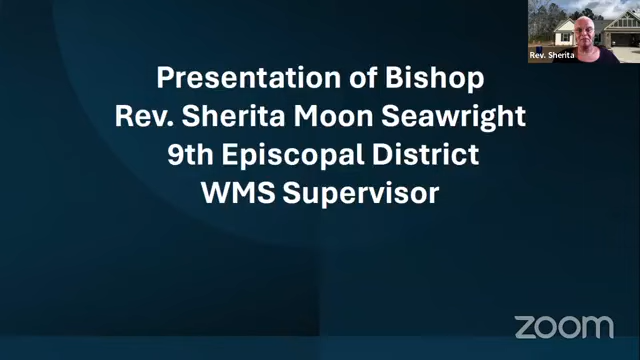 Rev. Sherita
Presentation of Bishop
Rev. Sherita Moon Seawright
9th Episcopal District
WMS Supervisor
zoom